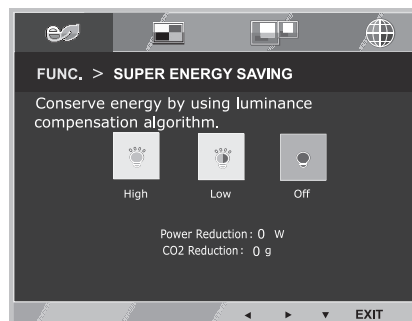 FUNC. > SUPER ENERGY SAVING
Conserve energy by using luminance
compensation algorithm.
High Low Off
Power Reduction: 0 W
CO2 Reduction: 0 g
EXIT